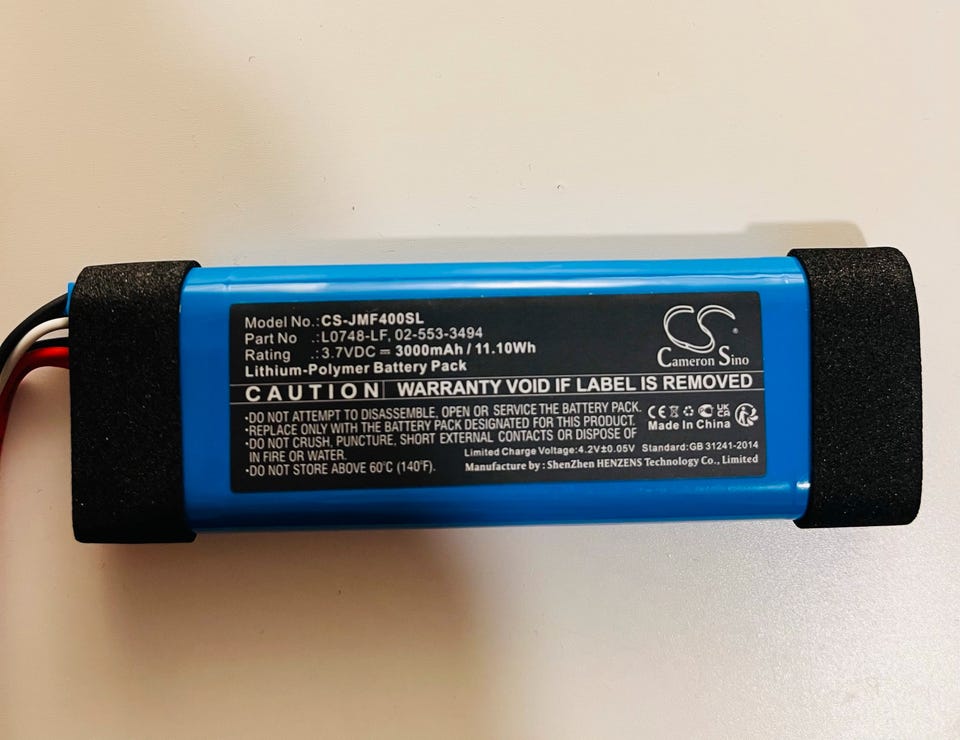 Model No.:CS-JMF400SL
Part No .:L0748-LF, 02-553-3494
Rating .:3.7VDC ⎓ 3000mAh / 11.10Wh
Lithium-Polymer Battery Pack
CS ®
Cameron Sino
CAUTION WARRANTY VOID IF LABEL IS REMOVED
•DO NOT ATTEMPT TO DISASSEMBLE, OPEN OR SERVICE THE BATTERY PACK.
•REPLACE ONLY WITH THE BATTERY PACK DESIGNATED FOR THIS PRODUCT.
•DO NOT CRUSH, PUNCTURE, SHORT EXTERNAL CONTACTS OR DISPOSE OF
IN FIRE OR WATER.
•DO NOT STORE ABOVE 60°C (140°F).
CE EAC UKCA
Made In China
Limited Charge Voltage:4.2V±0.05V Standard:GB 31241-2014
Manufacture by : ShenZhen HENZENS Technology Co., Limited